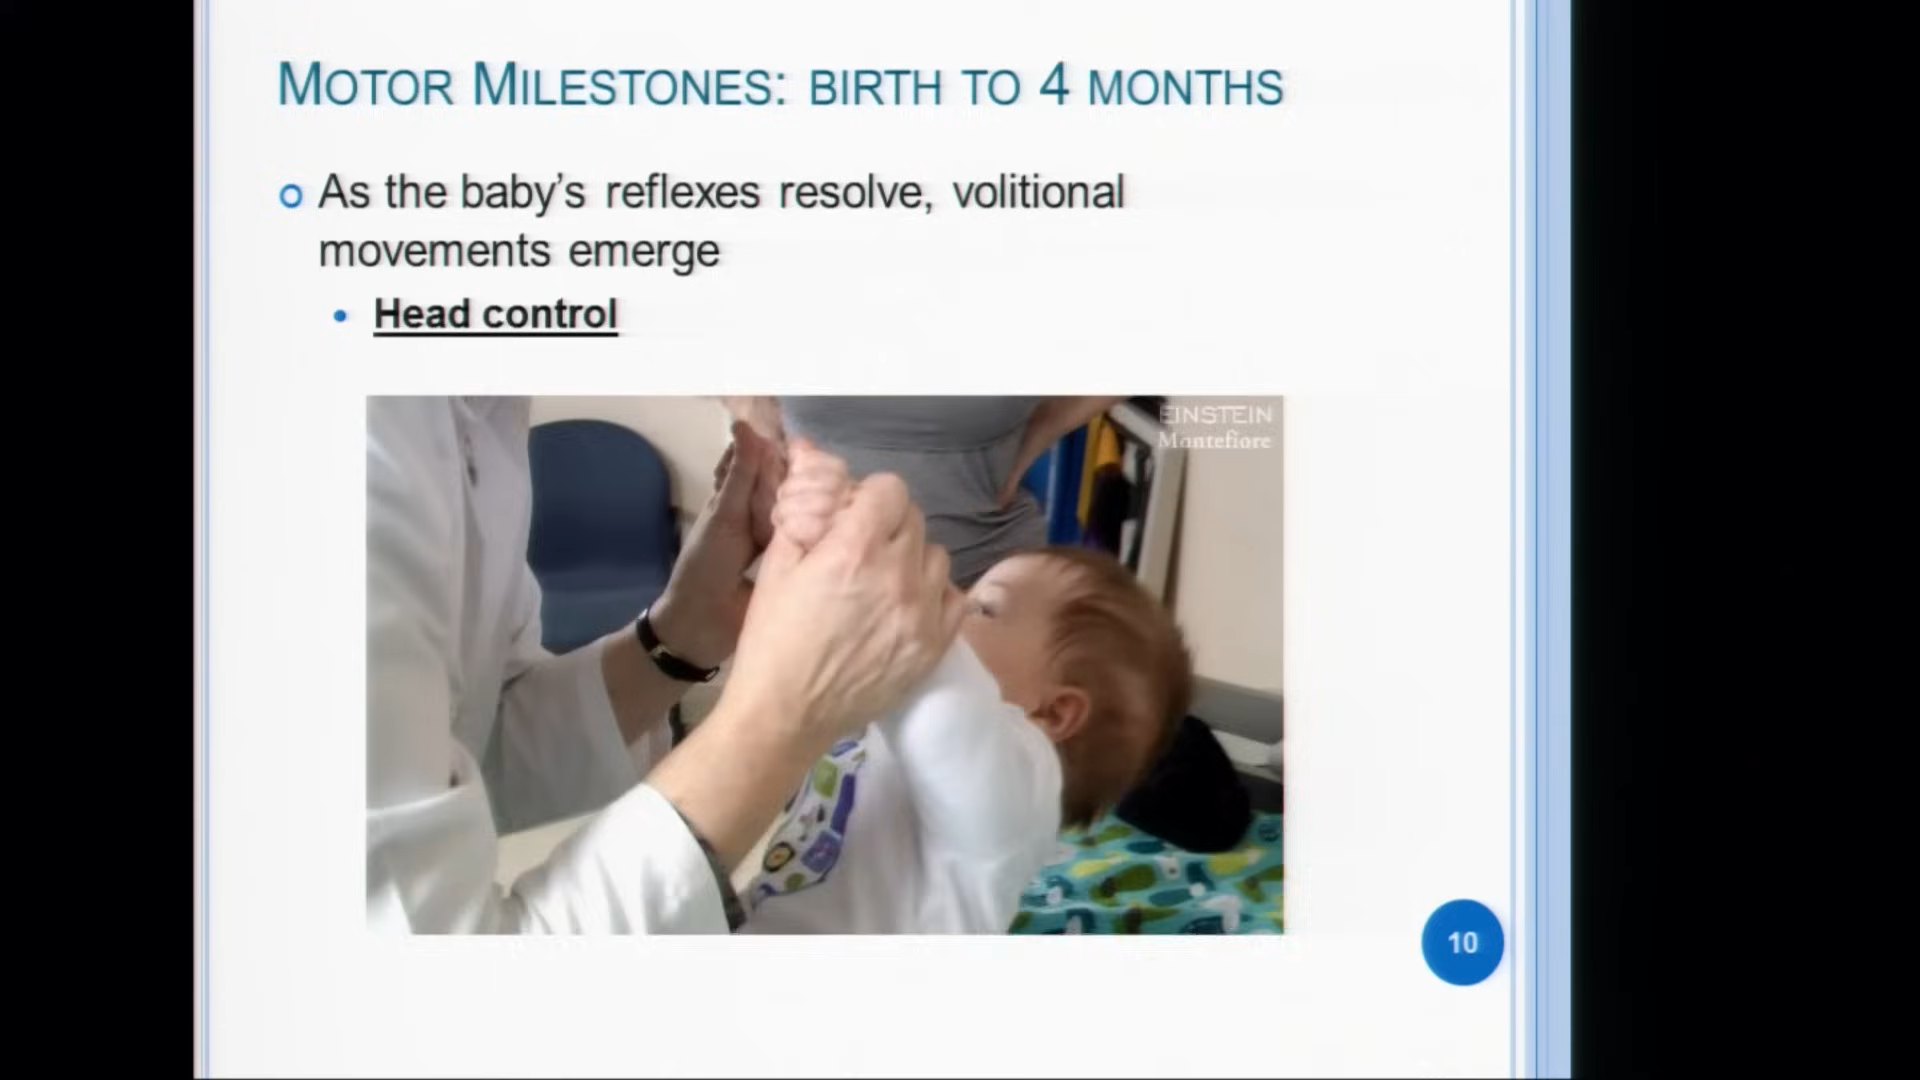 MOTOR MILESTONES: BIRTH TO 4 MONTHS
As the baby's reflexes resolve, volitional
movements emerge
Head control
EINSTEIN
Montefiore
10